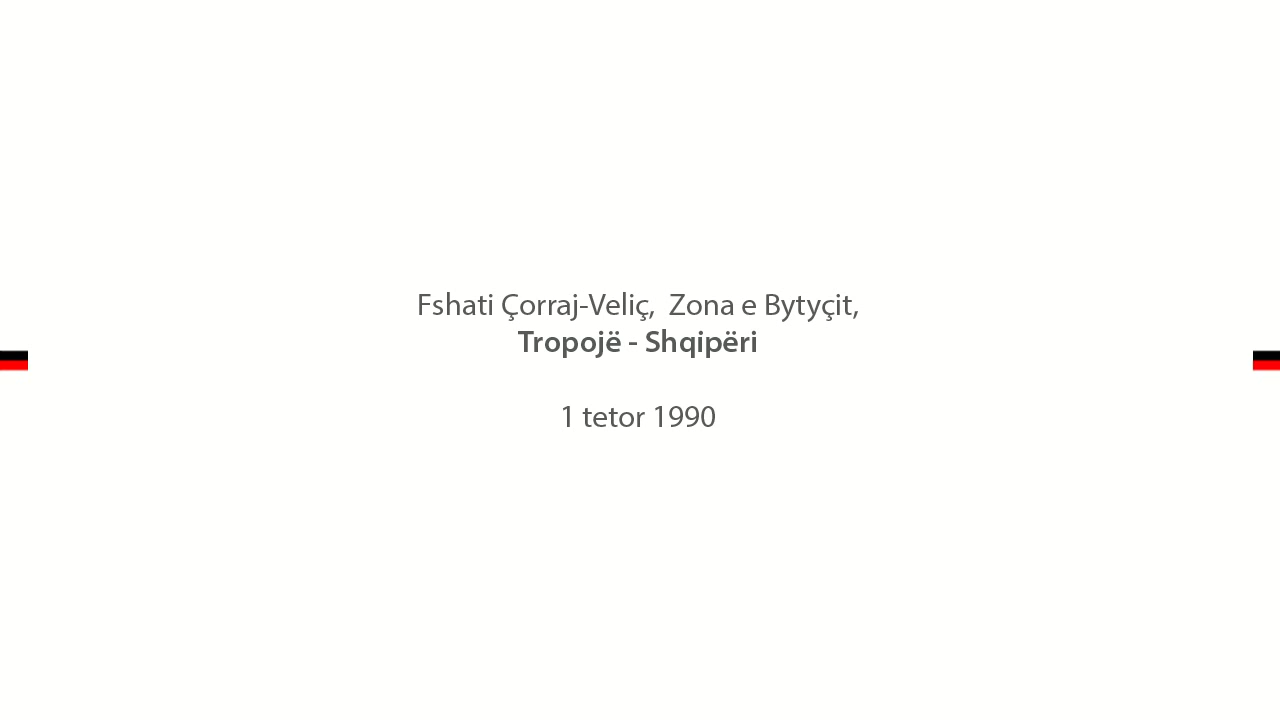 Fshati Çorraj-Veliç,  Zona e Bytyçit,
Tropojë - Shqipëri
1 tetor 1990